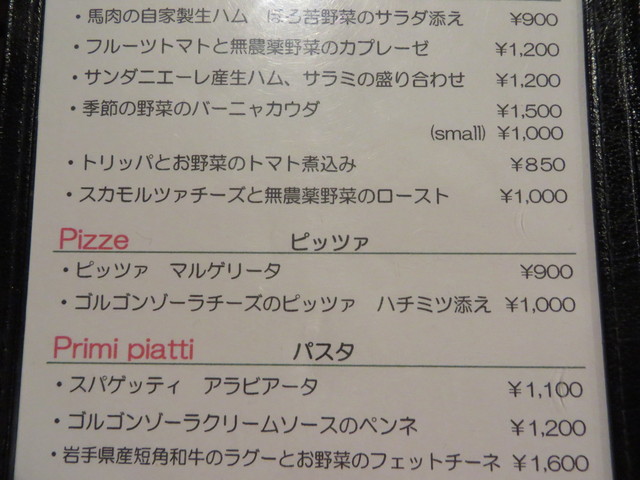 ・馬肉の自家製生ハム ほろ苦野菜のサラダ添え ¥900
・フルーツトマトと無農薬野菜のカプレーゼ ¥1,200
・サンダニエーレ産生ハム、サラミの盛り合わせ ¥1,200
・季節の野菜のバーニャカウダ ¥1,500
(small) ¥1,000
・トリッパとお野菜のトマト煮込み ¥850
・スカモルツァチーズと無農薬野菜のロースト ¥1,000
Pizze ピッツァ
・ピッツァ マルゲリータ ¥900
・ゴルゴンゾーラチーズのピッツァ ハチミツ添え ¥1,000
Primi piatti パスタ
・スパゲッティ アラビアータ ¥1,100
・ゴルゴンゾーラクリームソースのペンネ ¥1,200
・岩手県産短角和牛のラグーとお野菜のフェットチーネ ¥1,600